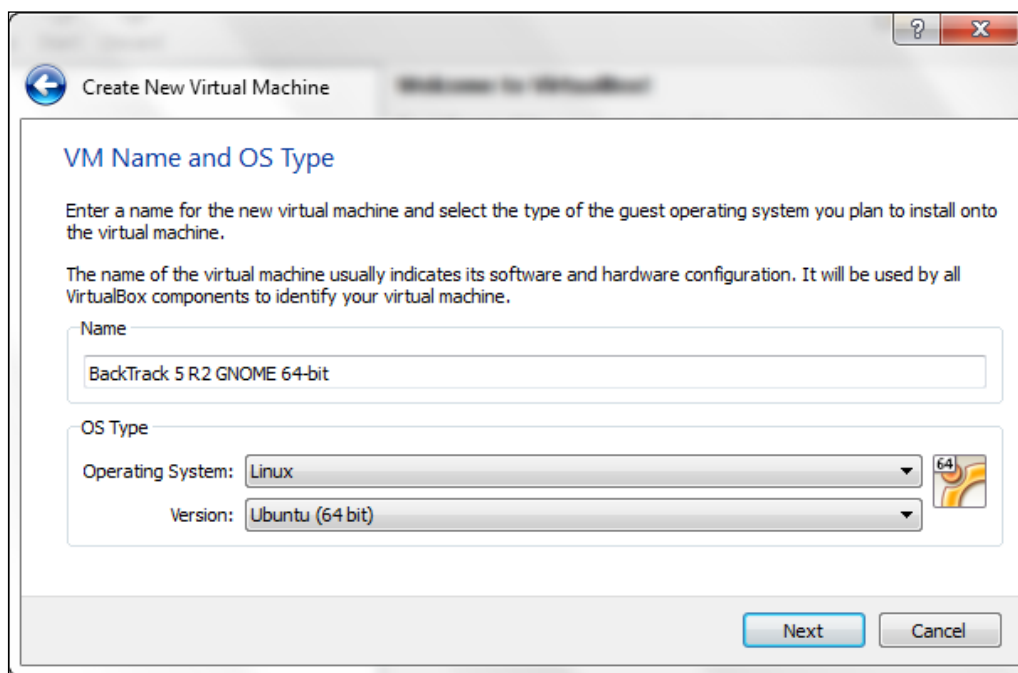 ?
X
Create New Virtual Machine
Welcome to VirtualBox!
VM Name and OS Type
Enter a name for the new virtual machine and select the type of the guest operating system you plan to install onto
the virtual machine.
The name of the virtual machine usually indicates its software and hardware configuration. It will be used by all
VirtualBox components to identify your virtual machine.
Name
BackTrack 5 R2 GNOME 64-bit
OS Type
Operating System: Linux
64
Version: Ubuntu (64 bit)
Next Cancel